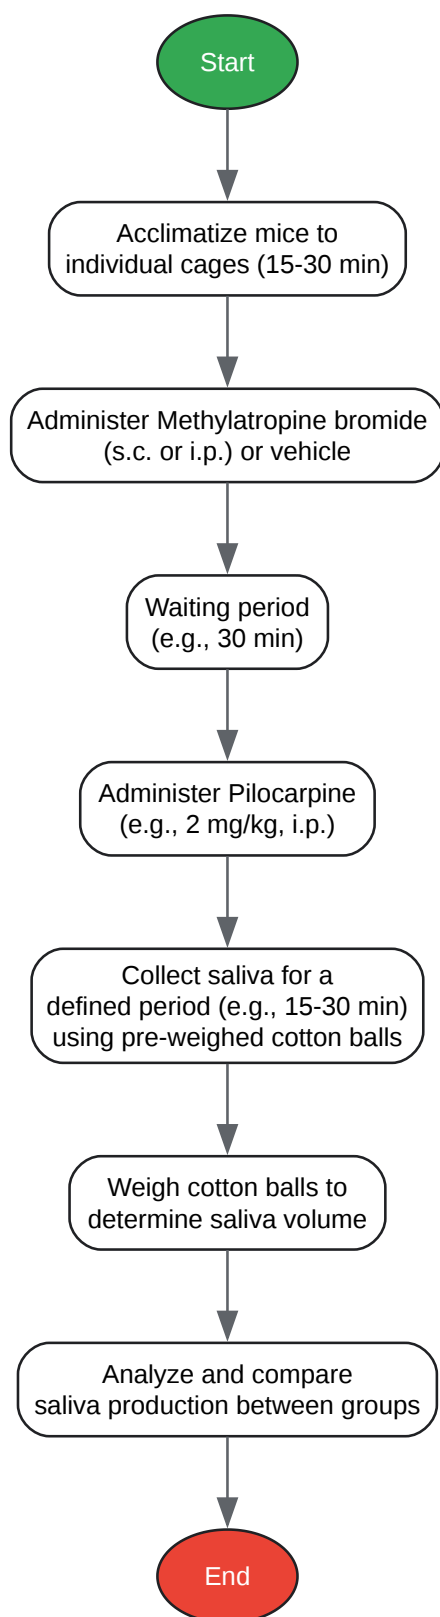 Start
Acclimatize mice to
individual cages (15-30 min)
Administer Methylatropine bromide
(s.c. or i.p.) or vehicle
Waiting period
(e.g., 30 min)
Administer Pilocarpine
(e.g., 2 mg/kg, i.p.)
Collect saliva for a
defined period (e.g., 15-30 min)
using pre-weighed cotton balls
Weigh cotton balls to
determine saliva volume
Analyze and compare
saliva production between groups
End